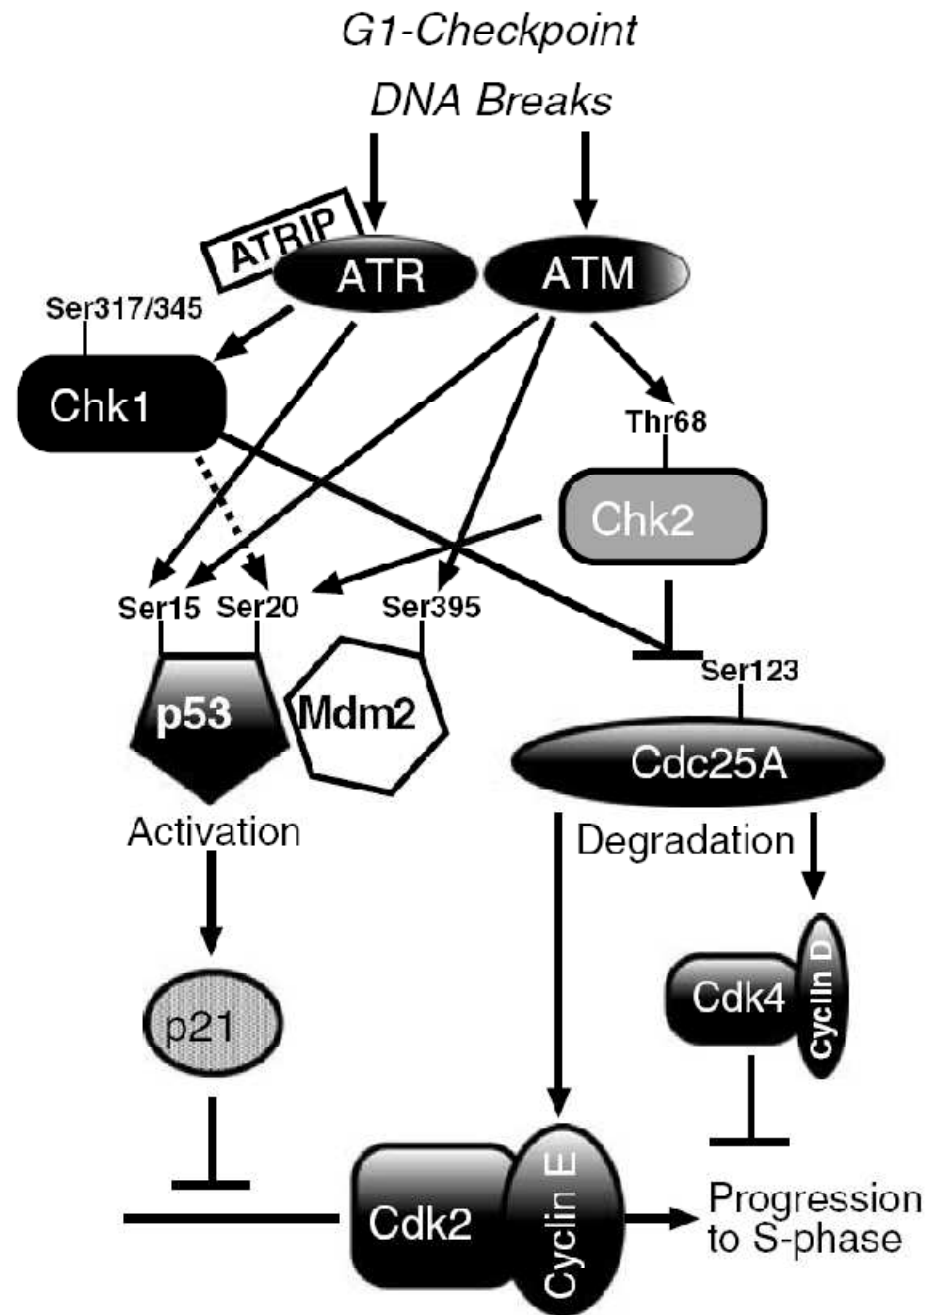 G1-Checkpoint
DNA Breaks
ATRIP
ATR
ATM
Ser317/345
Chk1
Thr68
Chk2
Ser15
Ser20
Ser395
Ser123
p53
Mdm2
Cdc25A
Activation
Degradation
p21
Cdk4
Cyclin D
Cdk2
Cyclin E
Progression
to S-phase